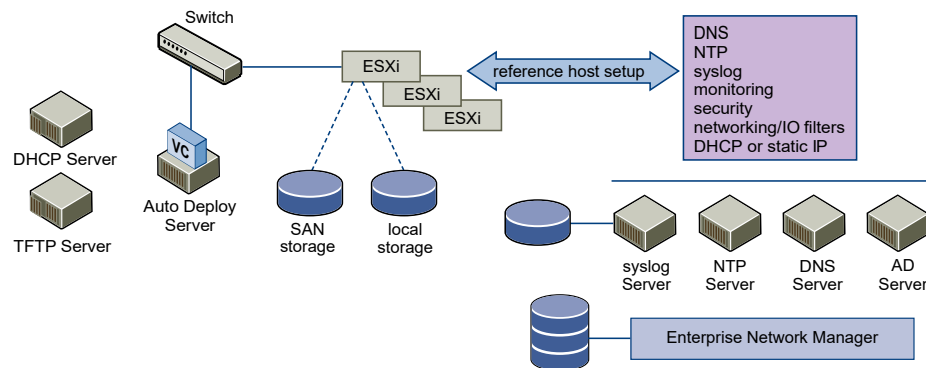 Switch
ESXi
ESXi
ESXi
reference host setup
DNS
NTP
syslog
monitoring
security
networking/IO filters
DHCP or static IP
DHCP Server
TFTP Server
VC
Auto Deploy
Server
SAN
storage
local
storage
syslog
Server
NTP
Server
DNS
Server
AD
Server
Enterprise Network Manager